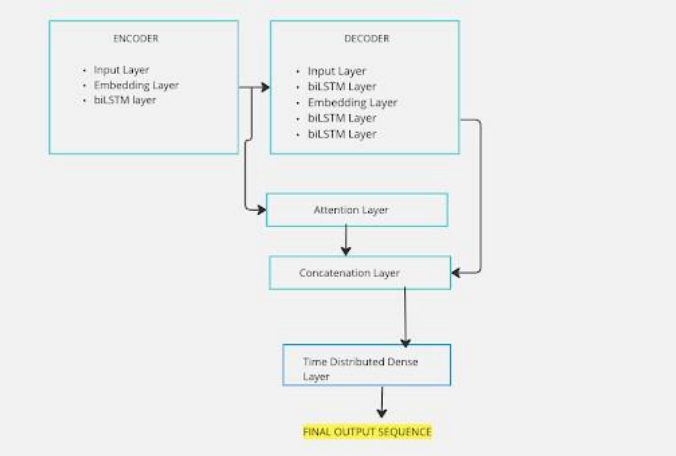 ENCODER
• Input Layer
• Embedding Layer
• biLSTM layer
DECODER
• Input Layer
• biLSTM Layer
• Embedding Layer
• biLSTM Layer
• biLSTM Layer
Attention Layer
Concatenation Layer
Time Distributed Dense
Layer
FINAL OUTPUT SEQUENCE